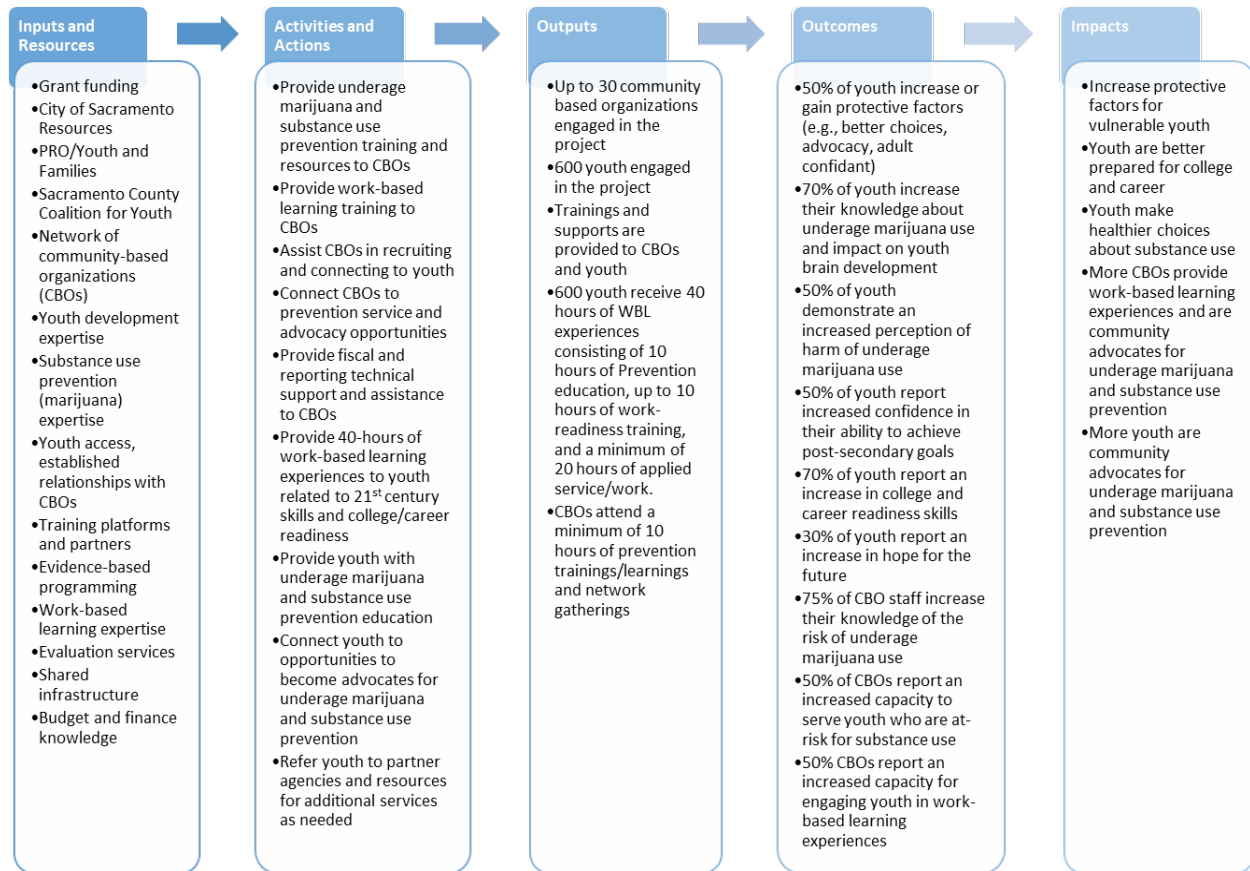 Inputs and
Resources
•Grant funding
•City of Sacramento
Resources
•PRO/Youth and
Families
•Sacramento County
Coalition for Youth
•Network of
community-based
organizations
(CBOs)
•Youth development
expertise
•Substance use
prevention
(marijuana)
expertise
•Youth access,
established
relationships with
CBOs
•Training platforms
and partners
•Evidence-based
programming
•Work-based
learning expertise
•Evaluation services
•Shared
infrastructure
•Budget and finance
knowledge
Activities and
Actions
•Provide underage
marijuana and
substance use
prevention training and
resources to CBOs
•Provide work-based
learning training to
CBOs
•Assist CBOs in recruiting
and connecting to youth
•Connect CBOs to
prevention service and
advocacy opportunities
•Provide fiscal and
reporting technical
support and assistance
to CBOs
•Provide 40-hours of
work-based learning
experiences to youth
related to 21st century
skills and college/career
readiness
•Provide youth with
underage marijuana
and substance use
prevention education
•Connect youth to
opportunities to
become advocates for
underage marijuana
and substance use
prevention
•Refer youth to partner
agencies and resources
for additional services
as needed
Outputs
•Up to 30 community
based organizations
engaged in the
project
•600 youth engaged
in the project
•Trainings and
supports are
provided to CBOs
and youth
•600 youth receive 40
hours of WBL
experiences
consisting of 10
hours of Prevention
education, up to 10
hours of work-
readiness training,
and a minimum of
20 hours of applied
service/work.
•CBOs attend a
minimum of 10
hours of prevention
trainings/learnings
and network
gatherings
Outcomes
•50% of youth increase or
gain protective factors
(e.g., better choices,
advocacy, adult
confidant)
•70% of youth increase
their knowledge about
underage marijuana use
and impact on youth
brain development
•50% of youth
demonstrate an
increased perception of
harm of underage
marijuana use
•50% of youth report
increased confidence in
their ability to achieve
post-secondary goals
•70% of youth report an
increase in college and
career readiness skills
•30% of youth report an
increase in hope for the
future
•75% of CBO staff increase
their knowledge of the
risk of underage
marijuana use
•50% of CBOs report an
increased capacity to
serve youth who are at-
risk for substance use
•50% CBOs report an
increased capacity for
engaging youth in work-
based learning
experiences
Impacts
•Increase protective
factors for
vulnerable youth
•Youth are better
prepared for college
and career
•Youth make
healthier choices
about substance use
•More CBOs provide
work-based learning
experiences and are
community
advocates for
underage marijuana
and substance use
prevention
•More youth are
community
advocates for
underage marijuana
and substance use
prevention